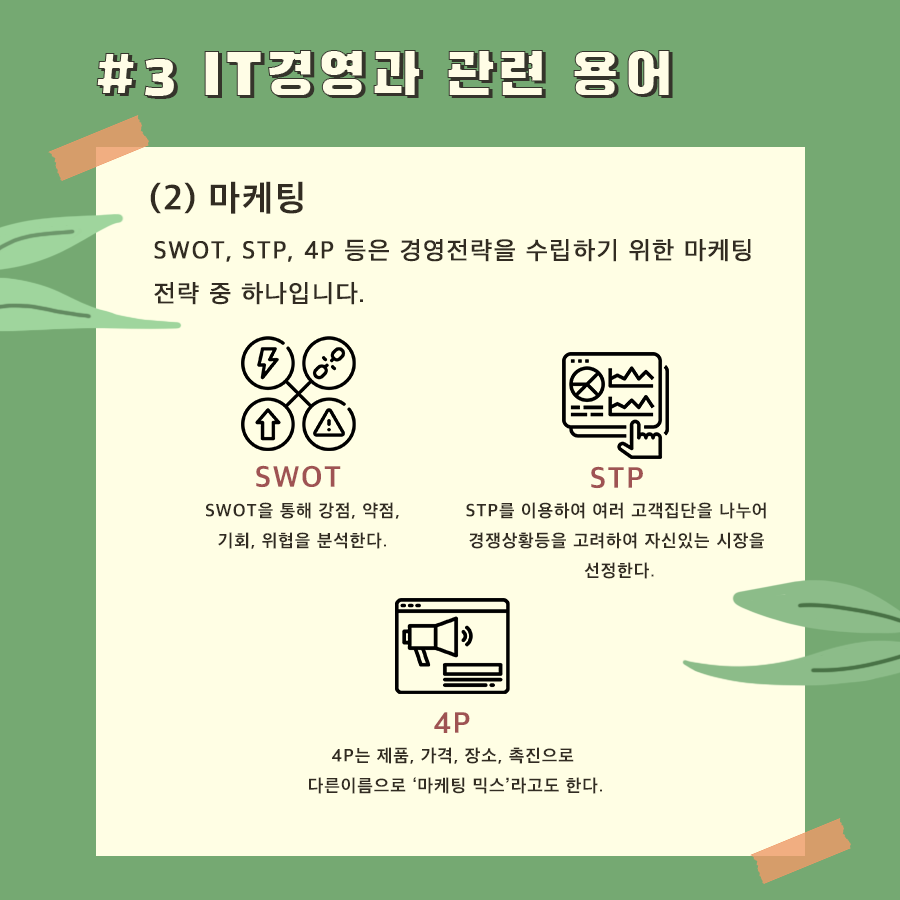 #3 IT경영과 관련 용어
(2) 마케팅
SWOT, STP, 4P 등은 경영전략을 수립하기 위한 마케팅
전략 중 하나입니다.
SWOT
SWOT을 통해 강점, 약점,
기회, 위협을 분석한다.
STP
STP를 이용하여 여러 고객집단을 나누어
경쟁상황등을 고려하여 자신있는 시장을
선정한다.
4P
4P는 제품, 가격, 장소, 촉진으로
다른이름으로 ‘마케팅 믹스’라고도 한다.